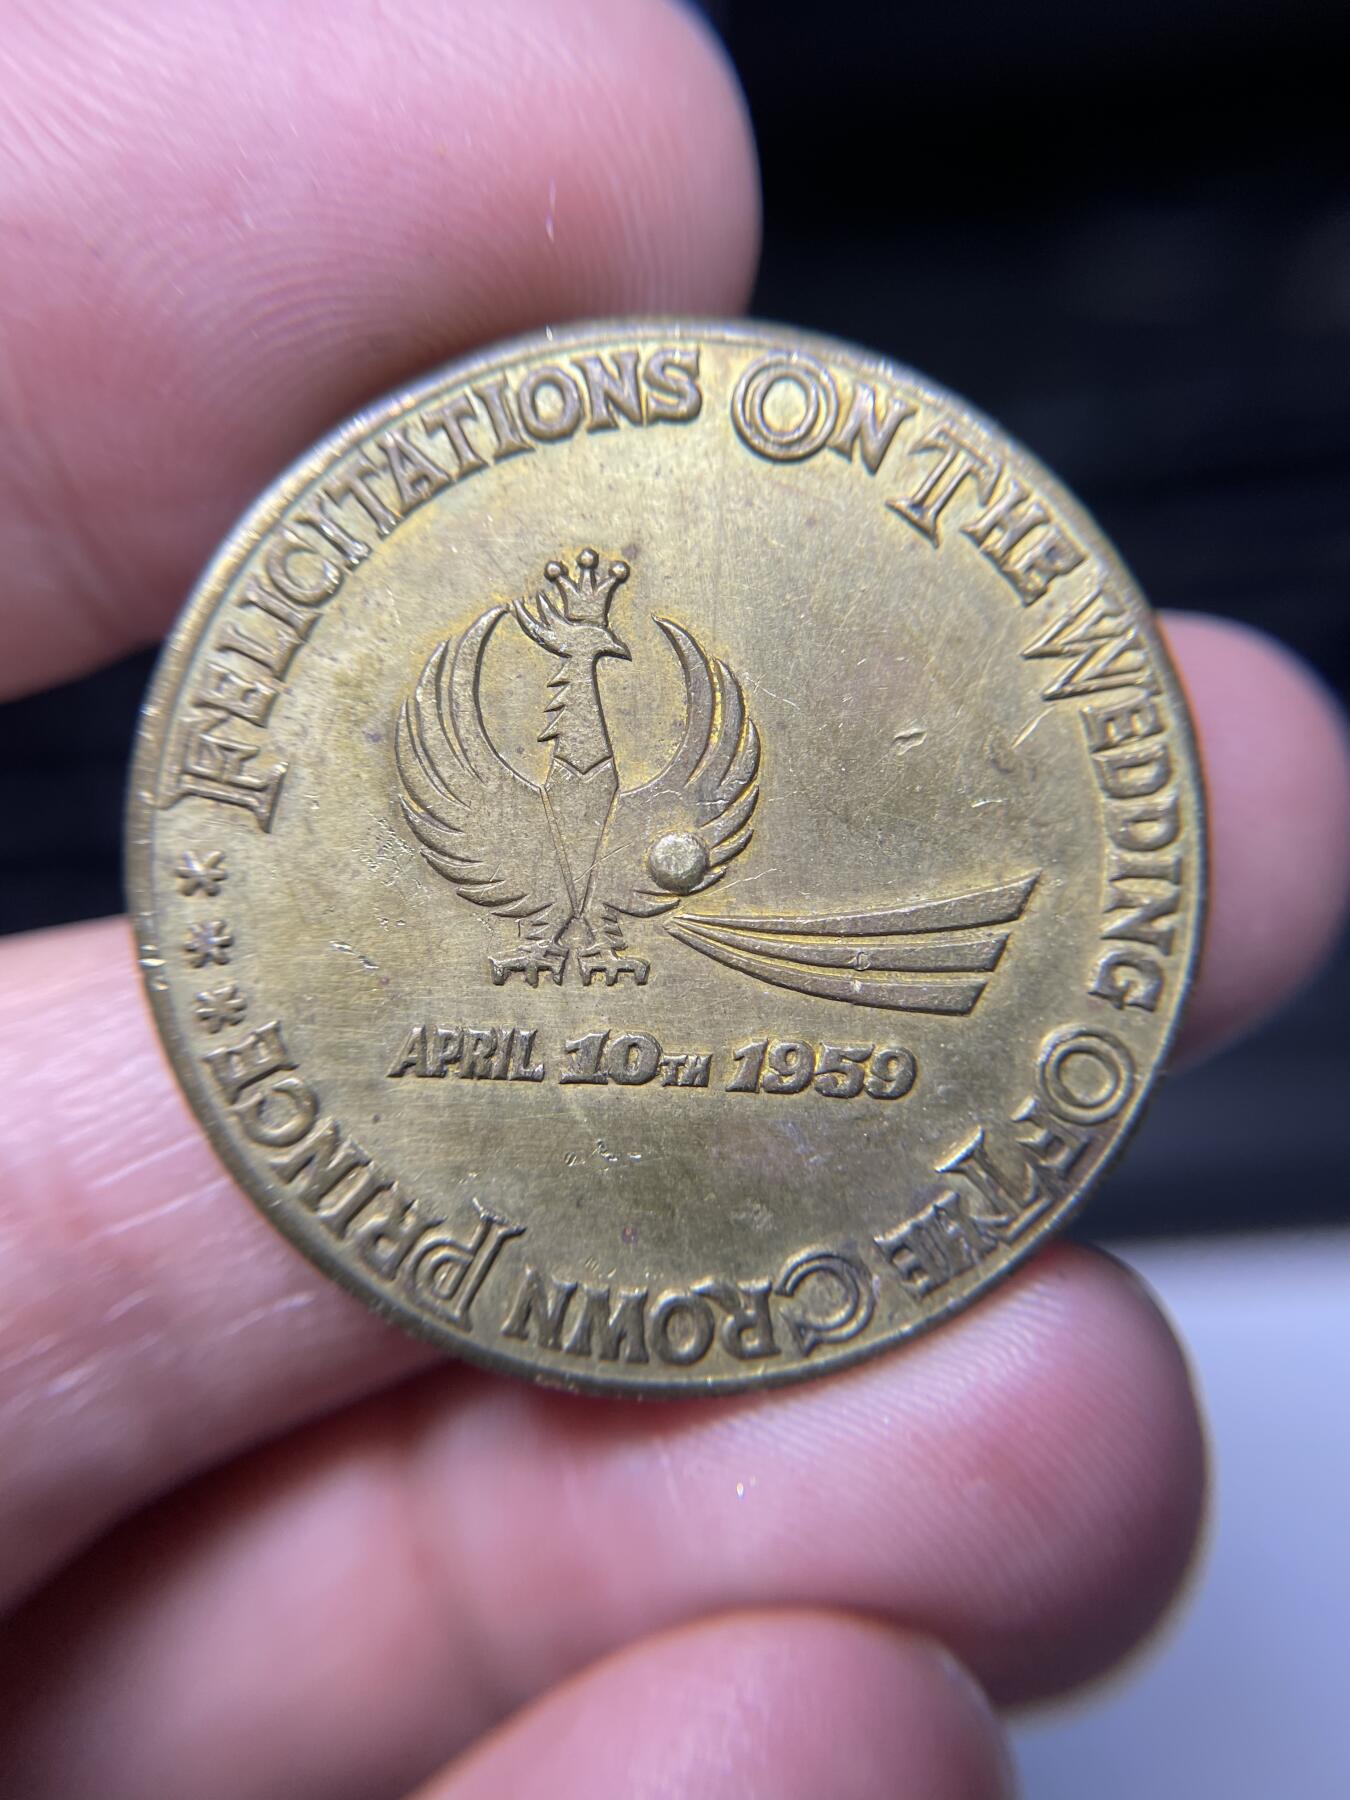 FELICITATIONS ON THE WEDDING OF THE CROWN PRINCE ***
APRIL 10TH 1959